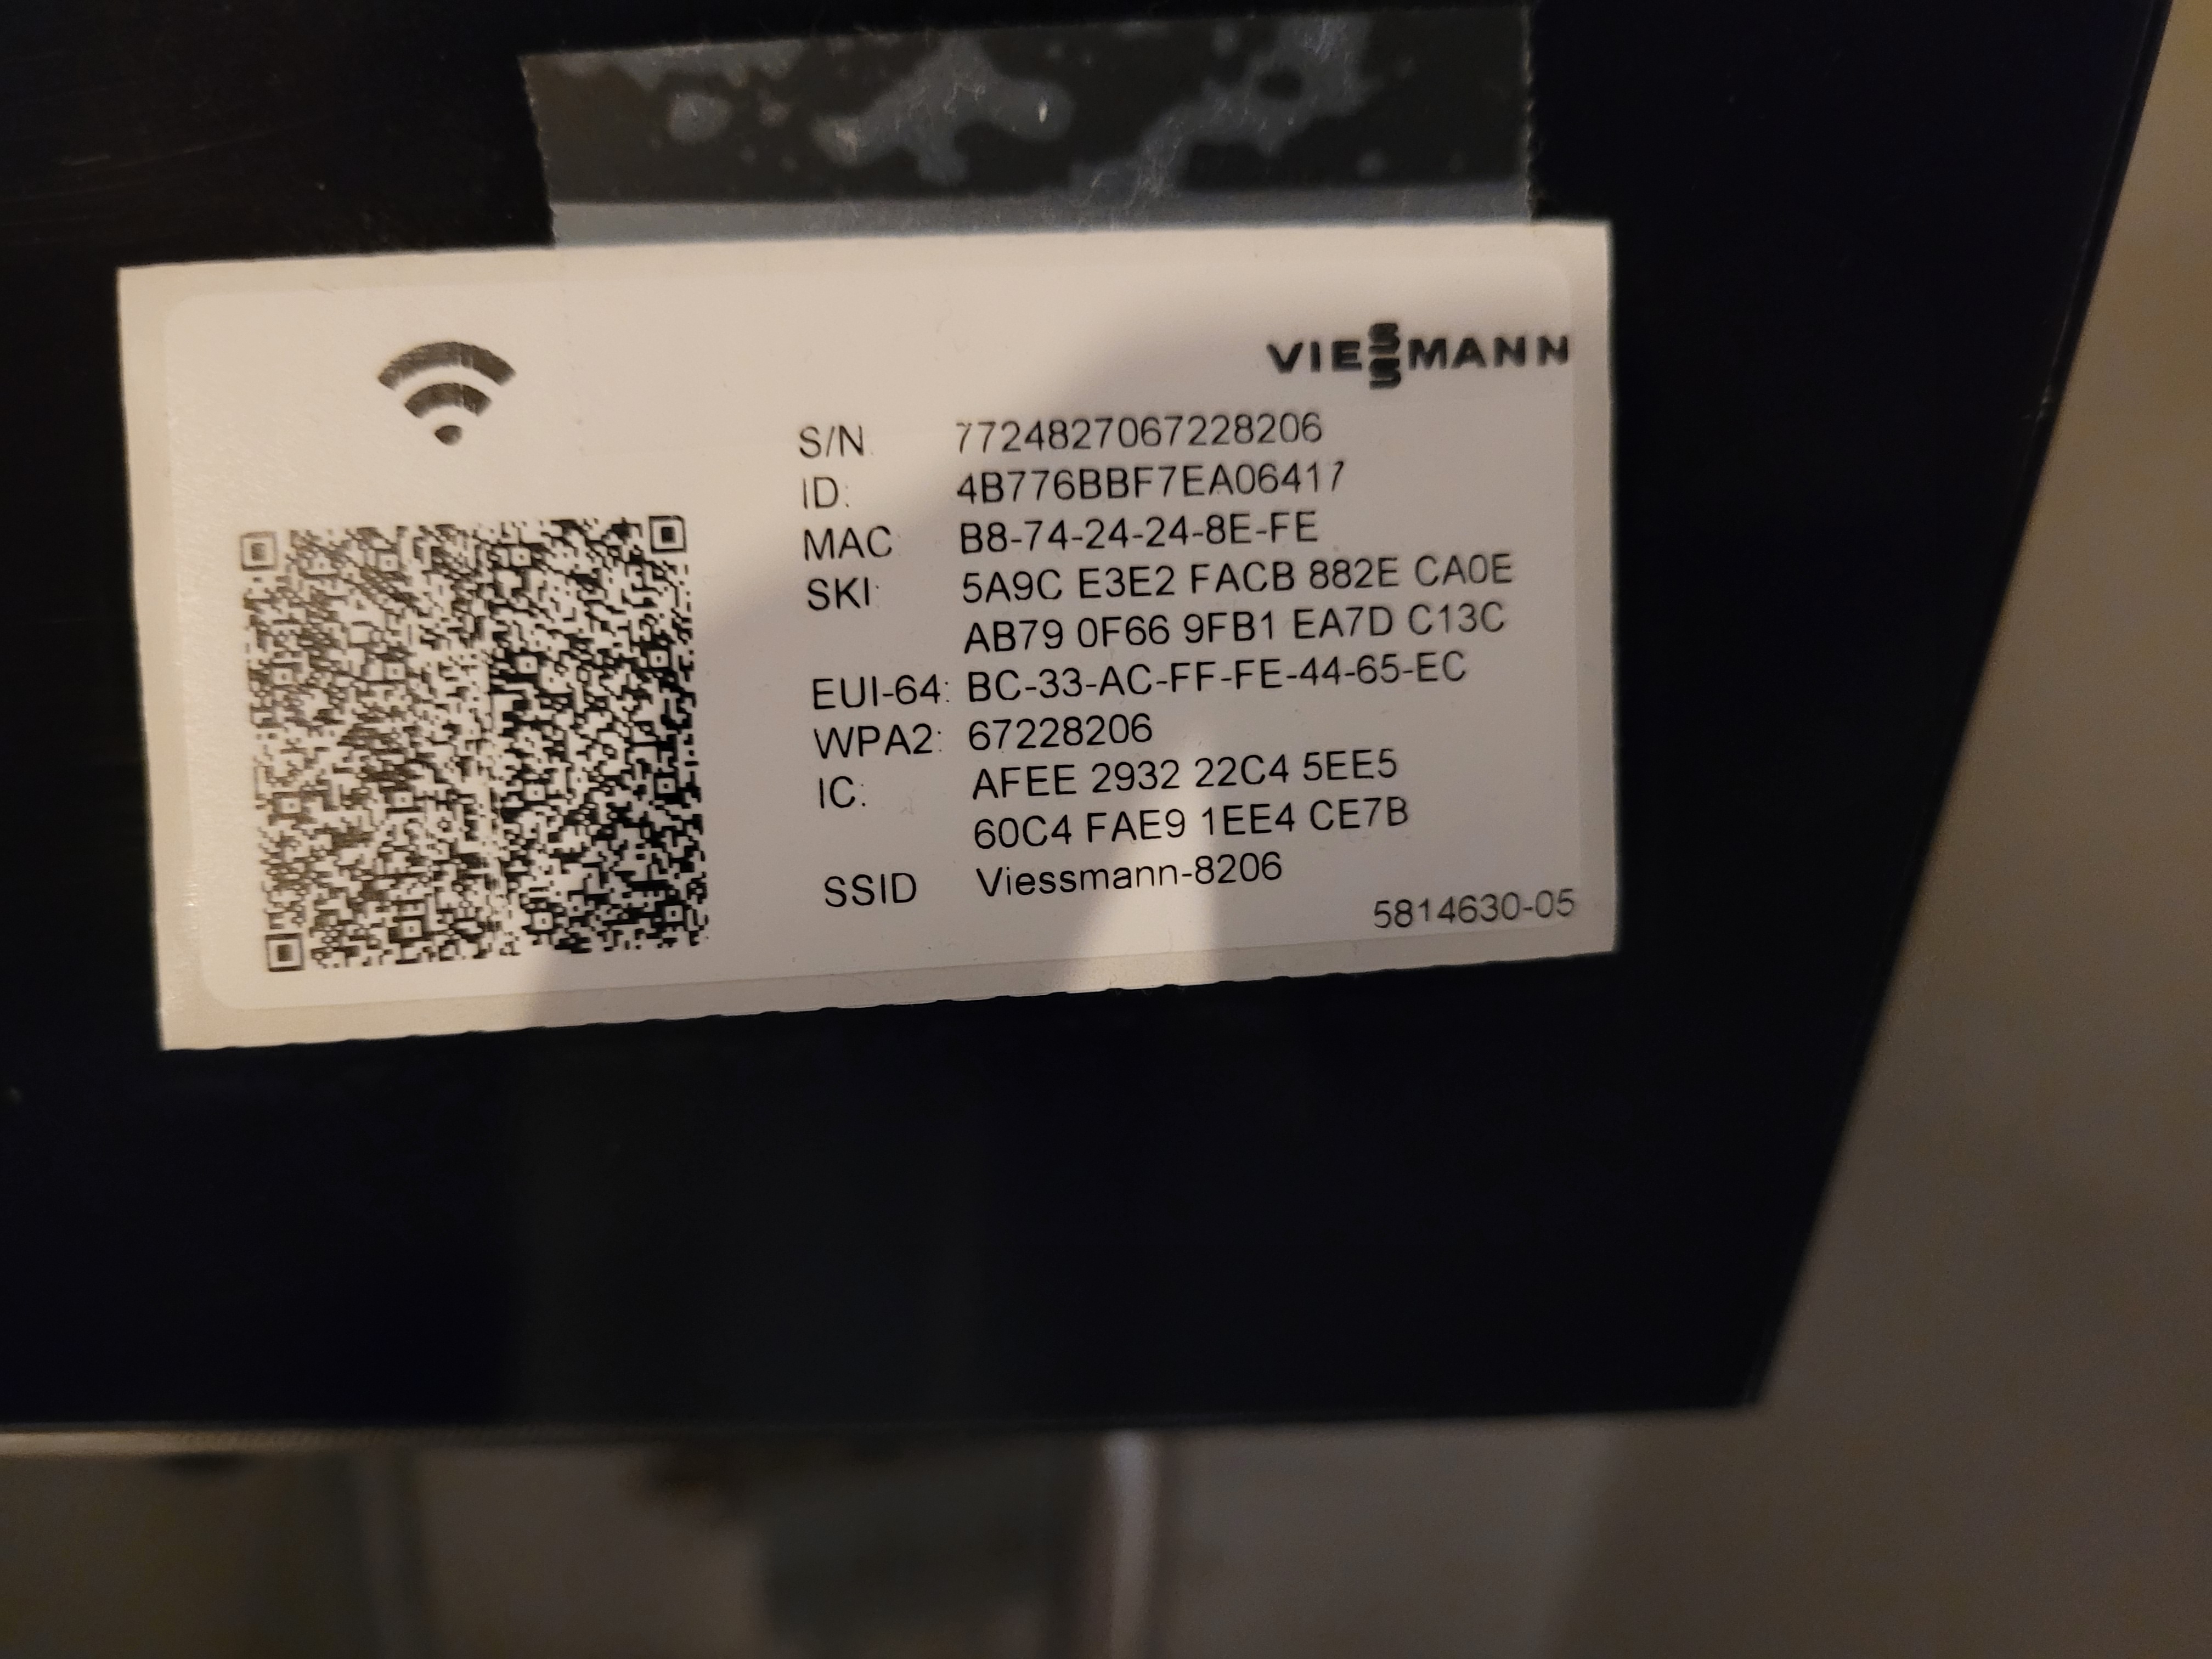 VIESSMANN
S/N: 7724827067228206
ID: 4B776BBF7EA06417
MAC: B8-74-24-24-8E-FE
SKI: 5A9C E3E2 FACB 882E CA0E
AB79 0F66 9FB1 EA7D C13C
EUI-64: BC-33-AC-FF-FE-44-65-EC
WPA2: 67228206
IC: AFEE 2932 22C4 5EE5
60C4 FAE9 1EE4 CE7B
SSID Viessmann-8206
5814630-05